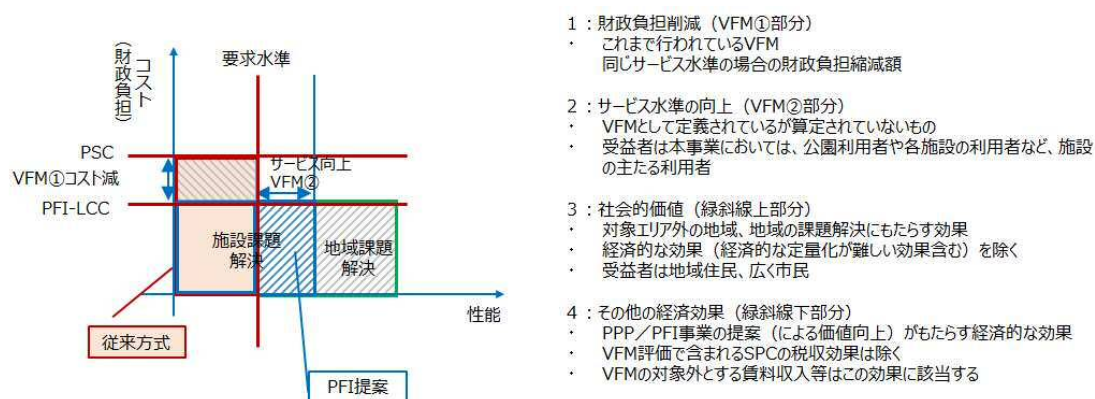 コスト
（財政負担）
要求水準
PSC
VFM①コスト減
PFI-LCC
サービス向上
VFM②
施設課題
解決
地域課題
解決
性能
従来方式
PFI提案
1：財政負担削減（VFM①部分）
・ これまで行われているVFM
同じサービス水準の場合の財政負担縮減額
2：サービス水準の向上（VFM②部分）
・ VFMとして定義されているが算定されていないもの
・ 受益者は本事業においては、公園利用者や各施設の利用者など、施設
の主たる利用者
3：社会的価値（緑斜線上部分）
・ 対象エリア外の地域、地域の課題解決にもたらす効果
・ 経済的な効果（経済的な定量化が難しい効果含む）を除く
・ 受益者は地域住民、広く市民
4：その他の経済効果（緑斜線下部分）
・ PPP／PFI事業の提案（による価値向上）がもたらす経済的な効果
・ VFM評価で含まれるSPCの税収効果は除く
・ VFMの対象外とする賃料収入等はこの効果に該当する